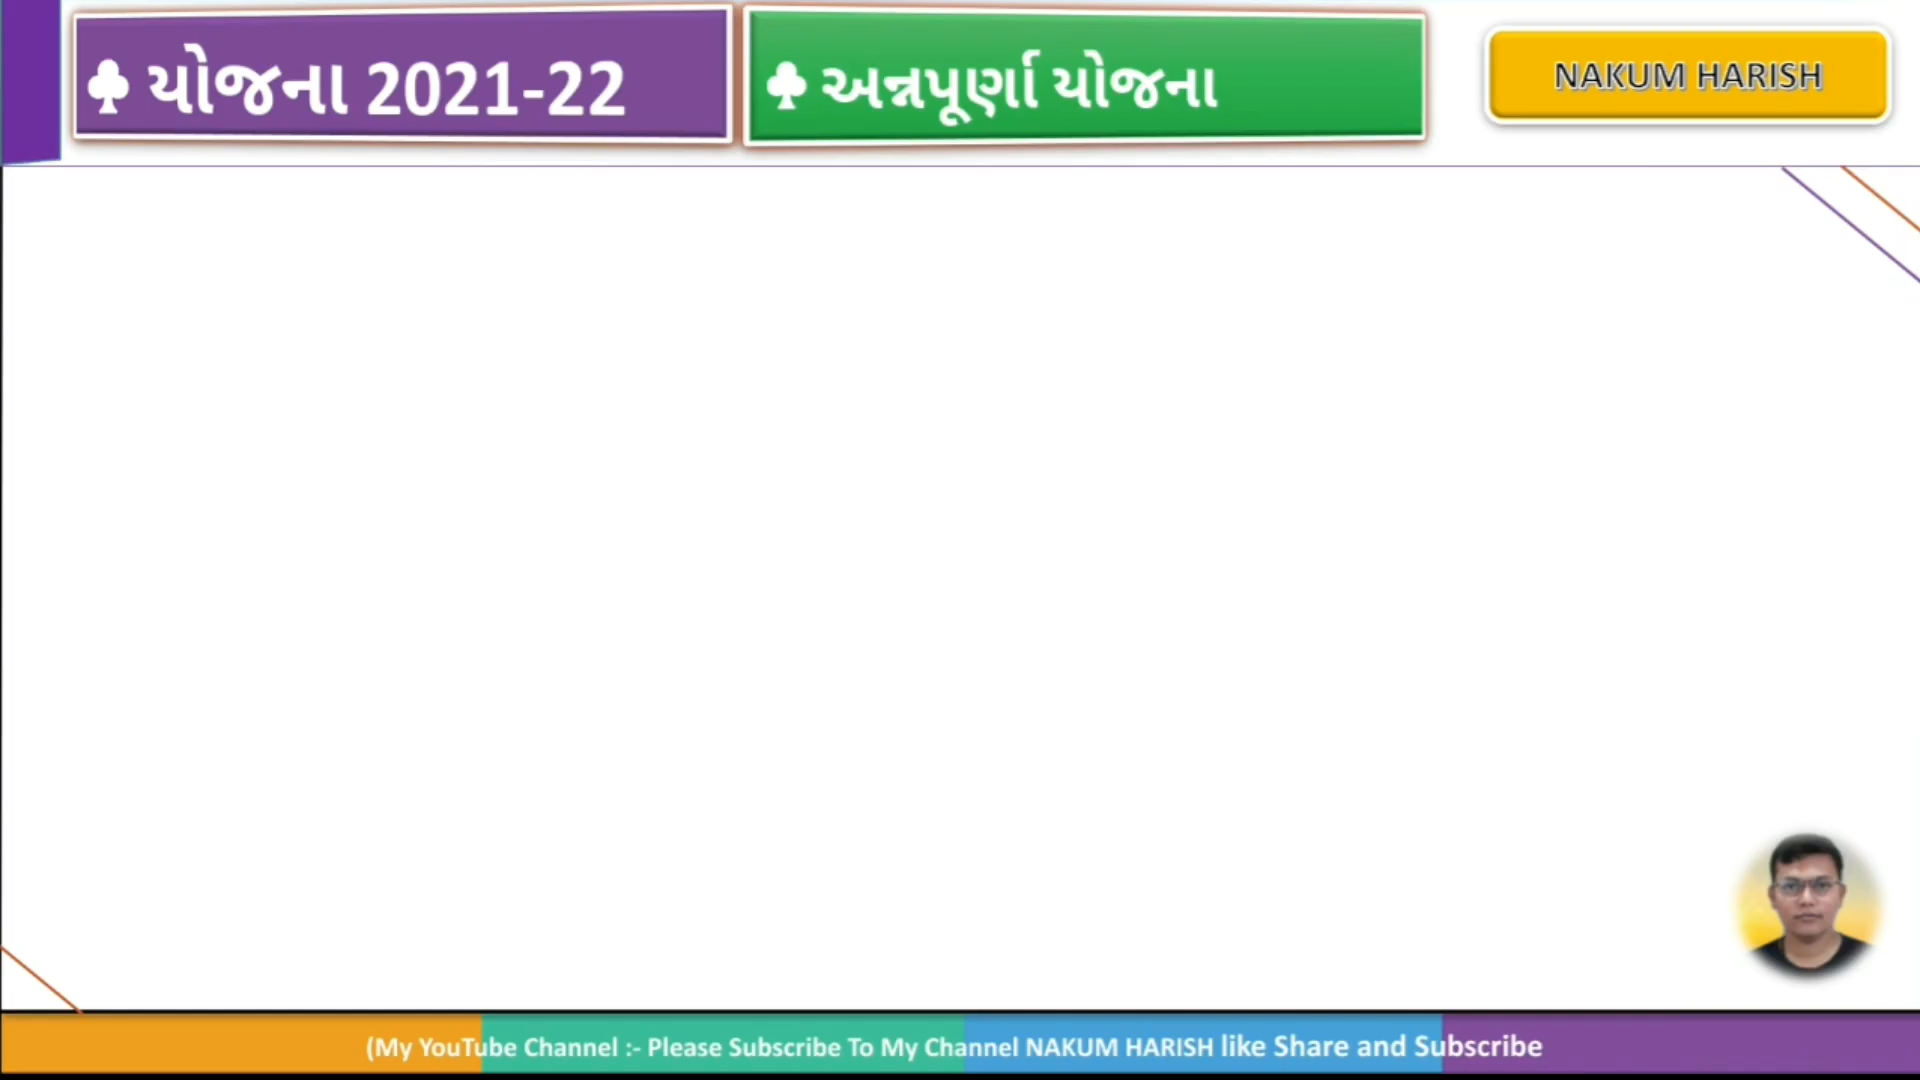 ♣ યોજના 2021-22
♣ અન્નપૂર્ણા યોજના
NAKUM HARISH
(My YouTube Channel :- Please Subscribe To My Channel NAKUM HARISH like Share and Subscribe